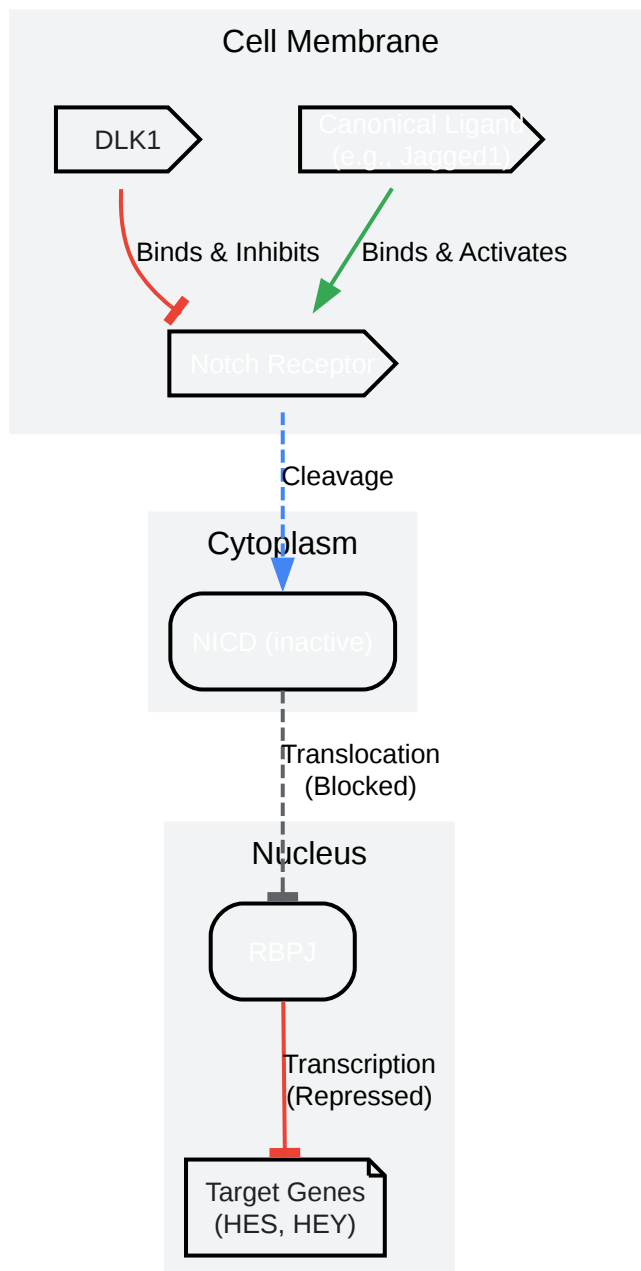 Cell Membrane
DLK1
Canonical Ligand
(e.g., Jagged1)
Binds & Inhibits
Binds & Activates
Notch Receptor
Cleavage
Cytoplasm
NICD (inactive)
Translocation
(Blocked)
Nucleus
RBPJ
Transcription
(Repressed)
Target Genes
(HES, HEY)